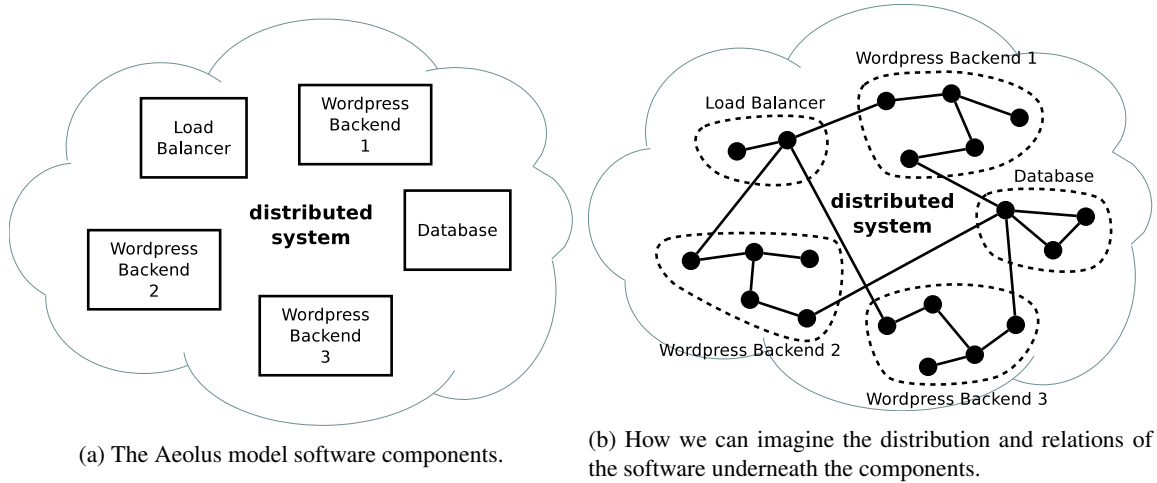 Load
Balancer
Wordpress
Backend
1
distributed
system
Database
Wordpress
Backend
2
Wordpress
Backend
3
(a) The Aeolus model software components.
Wordpress Backend 1
Load Balancer
Database
distributed
system
Wordpress Backend 2
Wordpress Backend 3
(b) How we can imagine the distribution and relations of
the software underneath the components.